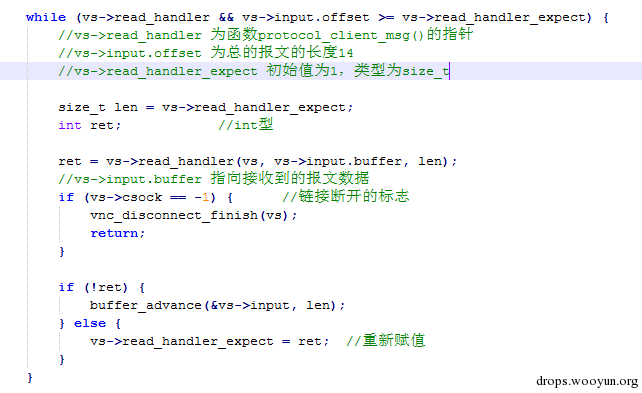 while (vs->read_handler && vs->input.offset >= vs->read_handler_expect) {
//vs->read_handler 为函数protocol_client_msg()的指针
//vs->input.offset 为总的报文的长度14
//vs->read_handler_expect 初始值为1，类型为size_t
size_t len = vs->read_handler_expect;
int ret; //int型
ret = vs->read_handler(vs, vs->input.buffer, len);
//vs->input.buffer 指向接收到的报文数据
if (vs->csock == -1) { //链接断开的标志
vnc_disconnect_finish(vs);
return;
}
if (!ret) {
buffer_advance(&vs->input, len);
} else {
vs->read_handler_expect = ret; //重新赋值
}
}
drops.wooyun.org